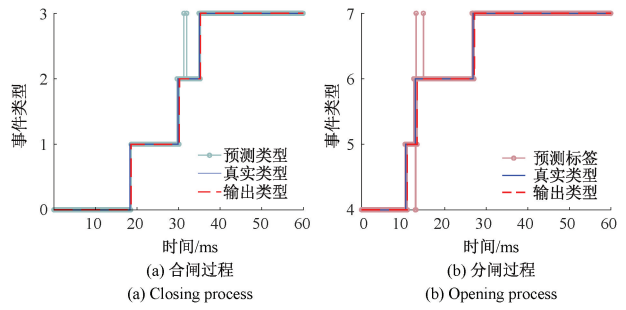 3
2
1
0
事件类型
预测类型
真实类型
输出类型
0 10 20 30 40 50 60
时间/ms
(a) 合闸过程
(a) Closing process
7
6
5
4
事件类型
预测标签
真实类型
输出类型
0 10 20 30 40 50 60
时间/ms
(b) 分闸过程
(b) Opening process